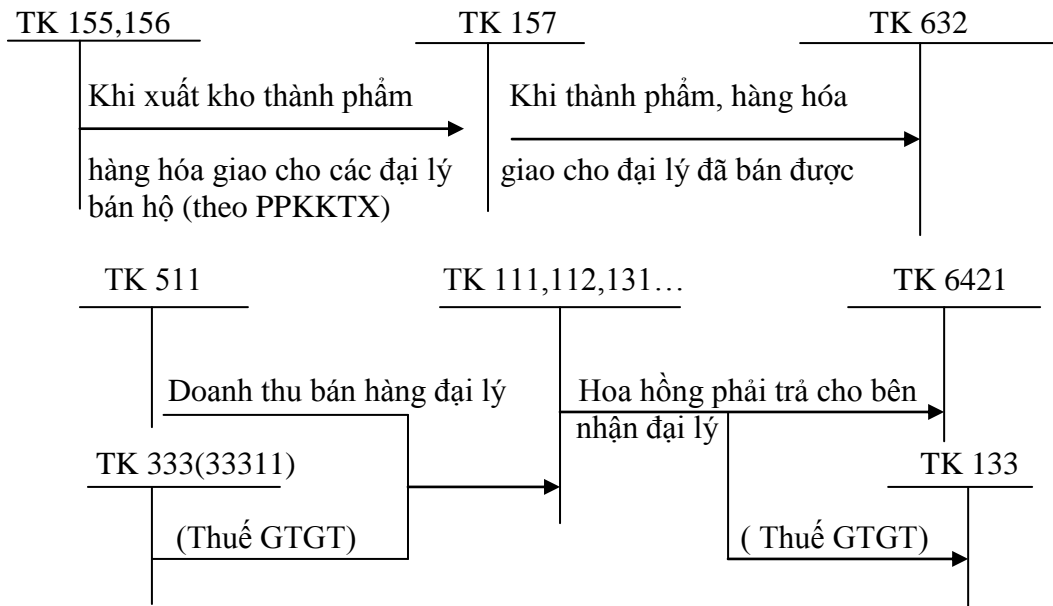 TK 155,156
TK 157
TK 632
Khi xuất kho thành phẩm
hàng hóa giao cho các đại lý
bán hộ (theo PPKKTX)
Khi thành phẩm, hàng hóa
giao cho đại lý đã bán được
TK 511
TK 111,112,131…
TK 6421
Doanh thu bán hàng đại lý
Hoa hồng phải trả cho bên
nhận đại lý
TK 333(33311)
TK 133
(Thuế GTGT)
( Thuế GTGT)